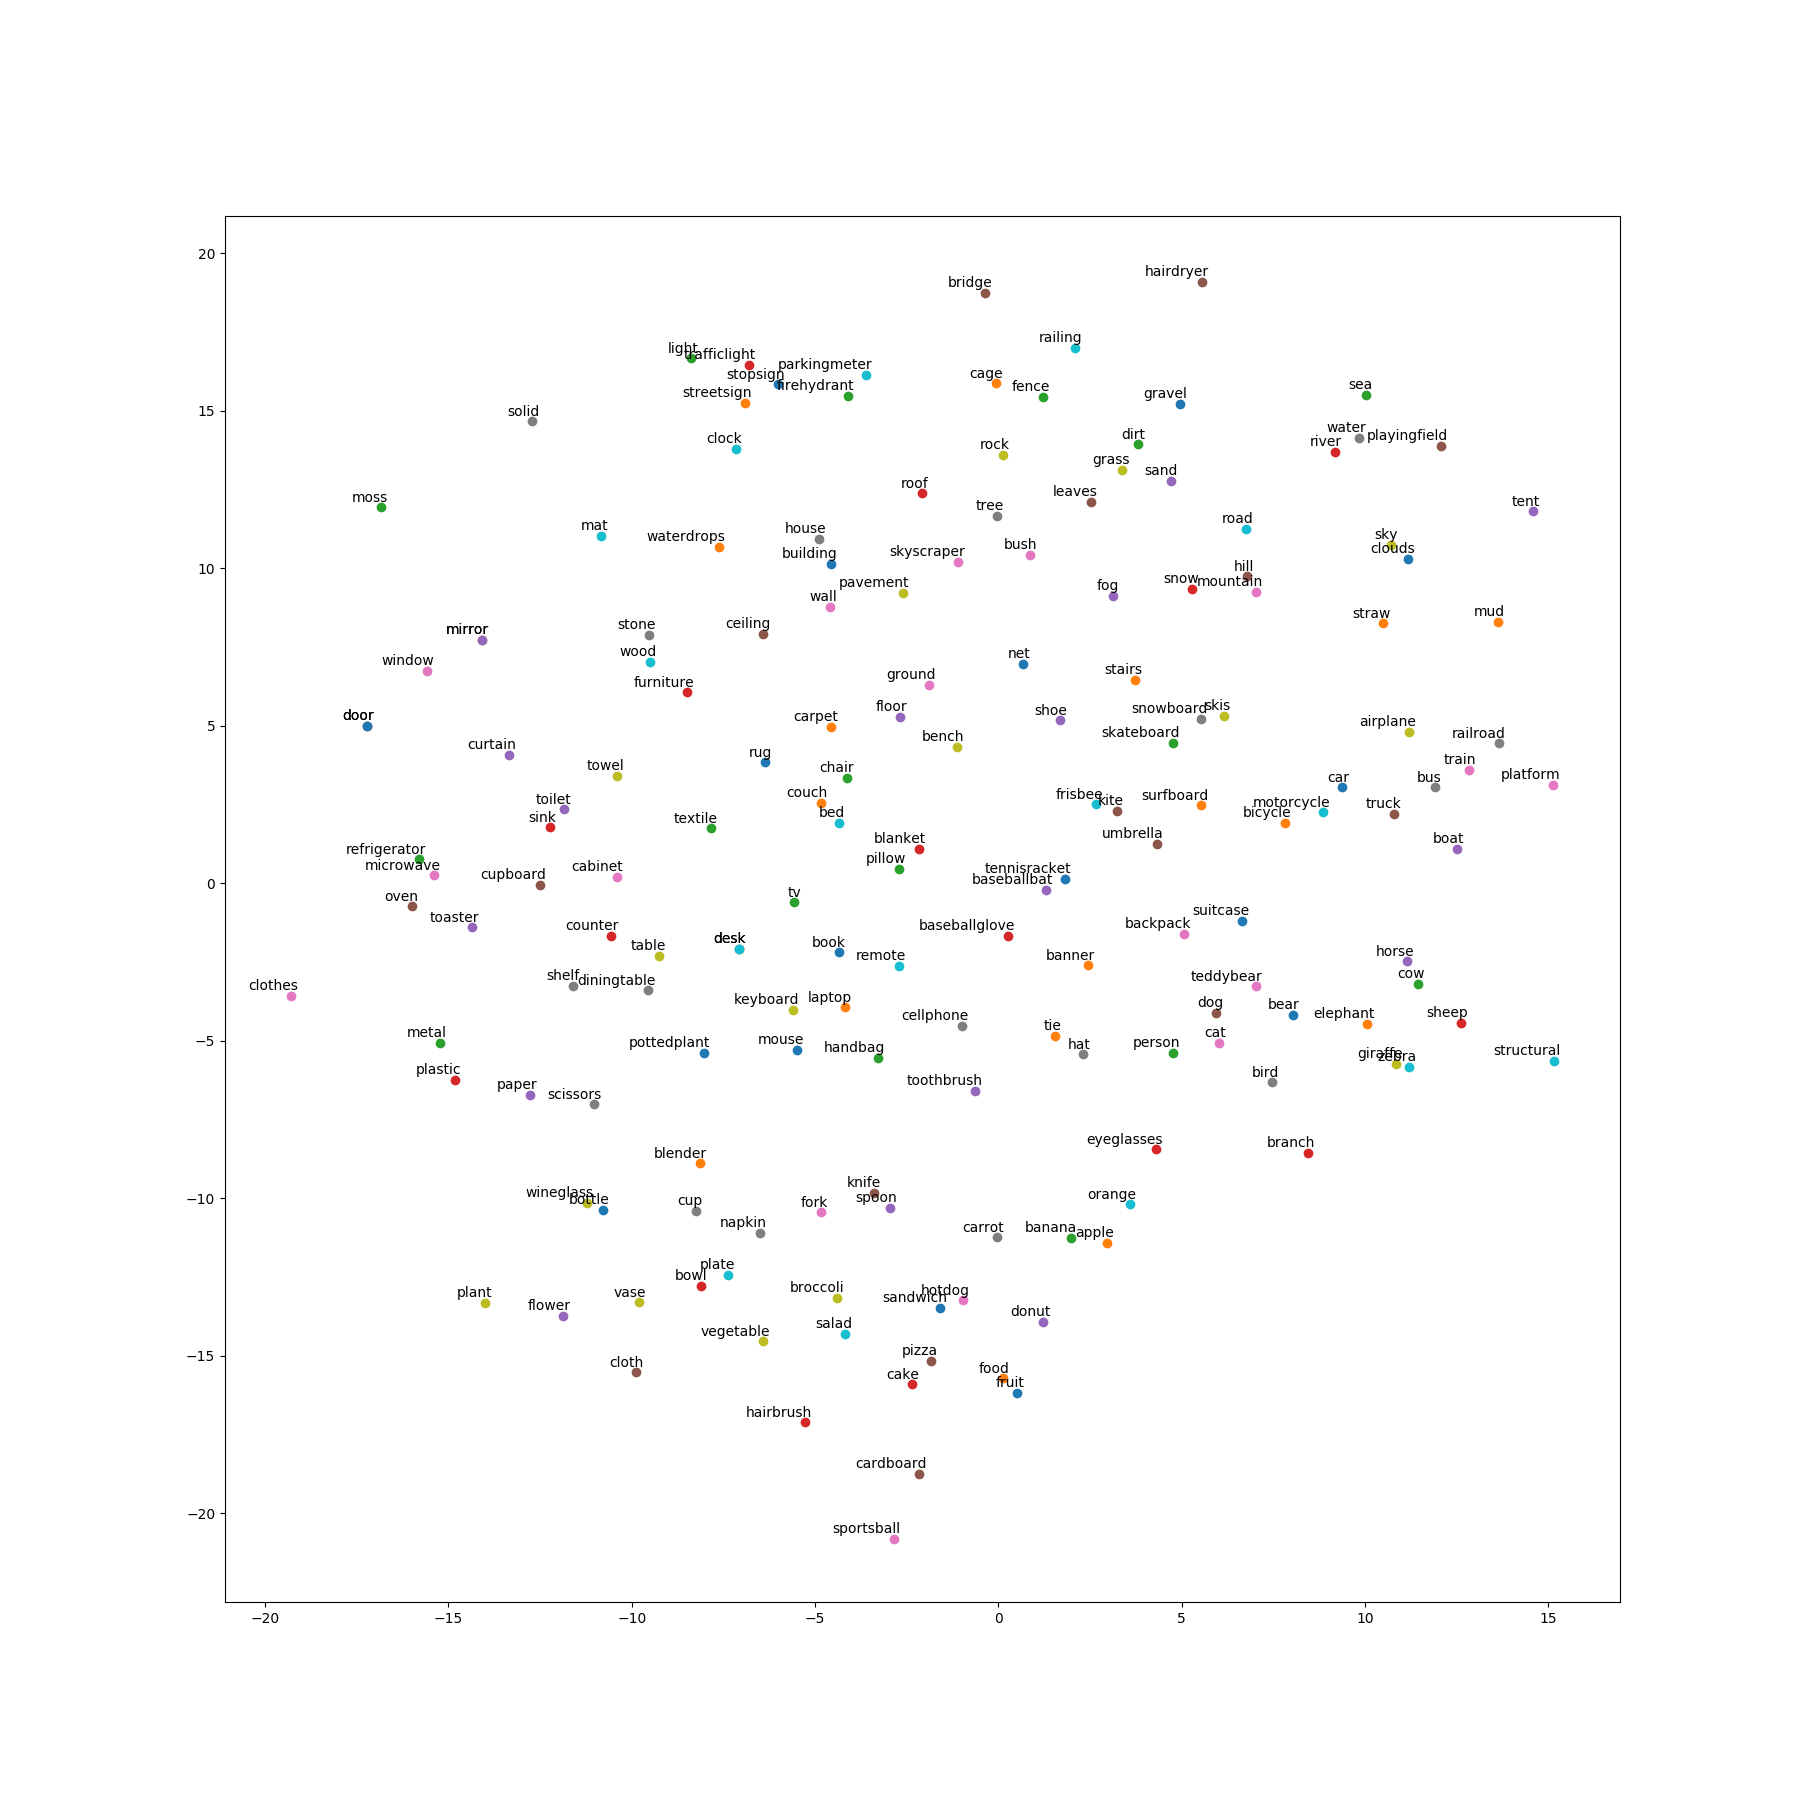 20
hairdryer
bridge
railing
light
trafficlight
parkingmeter
stopsign
cage
firehydrant
fence
sea
streetsign
gravel
15
solid
water
playingfield
clock
dirt
river
rock
grass
sand
roof
leaves
moss
tent
tree
mat
road
house
waterdrops
sky
bush
clouds
building
skyscraper
10
hill
pavement
fog
snow
mountain
wall
straw
mud
mirror
stone
ceiling
window
wood
net
furniture
ground
stairs
door
carpet
floor
shoe
snowboard
skis
5
airplane
skateboard
railroad
curtain
bench
rug
train
towel
chair
car
bus
platform
toilet
couch
frisbee
kite
surfboard
motorcycle
truck
sink
textile
bed
bicycle
umbrella
blanket
boat
refrigerator
microwave
pillow
cupboard
cabinet
tennisracket
0
baseballbat
oven
tv
toaster
suitcase
counter
baseballglove
backpack
table
desk
book
remote
banner
horse
shelf
diningtable
teddybear
cow
clothes
keyboard
laptop
cellphone
dog
bear
elephant
sheep
metal
tie
−5
pottedplant
mouse
handbag
hat
person
cat
giraffe
zebra
structural
plastic
bird
paper
scissors
toothbrush
eyeglasses
branch
blender
knife
wineglass
bottle
cup
fork
spoon
orange
−10
napkin
carrot
banana
apple
plate
bowl
plant
flower
vase
broccoli
sandwich
hotdog
donut
vegetable
salad
pizza
−15
cloth
cake
food
fruit
hairbrush
cardboard
−20
sportsball
−20 −15 −10 −5 0 5 10 15